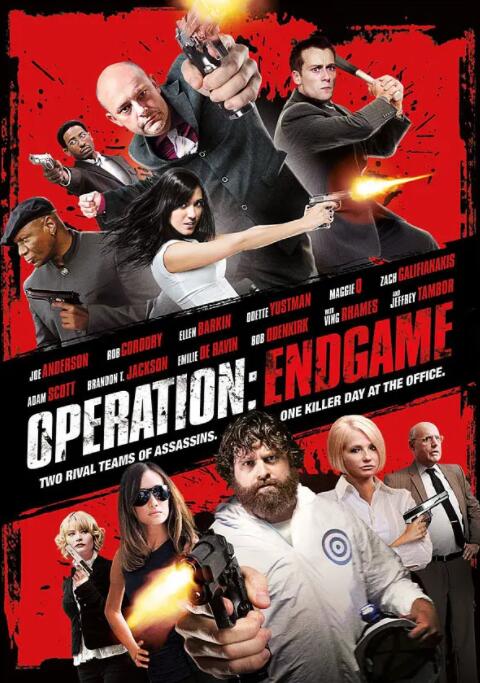 JOE ANDERSON ROB CORDDRY ELLEN BARKIN ODETTE YUSTMAN MAGGIE Q ZACH GALIFIANAKIS
ADAM SCOTT BRANDON T. JACKSON EMILIE DE RAVIN BOB ODENKIRK WITH VING RHAMES AND JEFFREY TAMBOR
OPERATION: ENDGAME
TWO RIVAL TEAMS OF ASSASSINS. ONE KILLER DAY AT THE OFFICE.